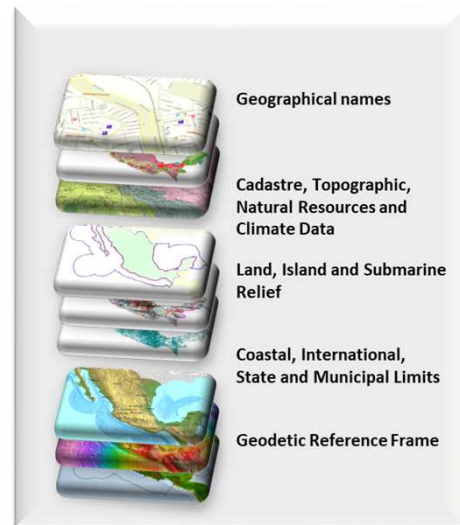 Geographical names
Cadastre, Topographic,
Natural Resources and
Climate Data
Land, Island and Submarine
Relief
Coastal, International,
State and Municipal Limits
Geodetic Reference Frame